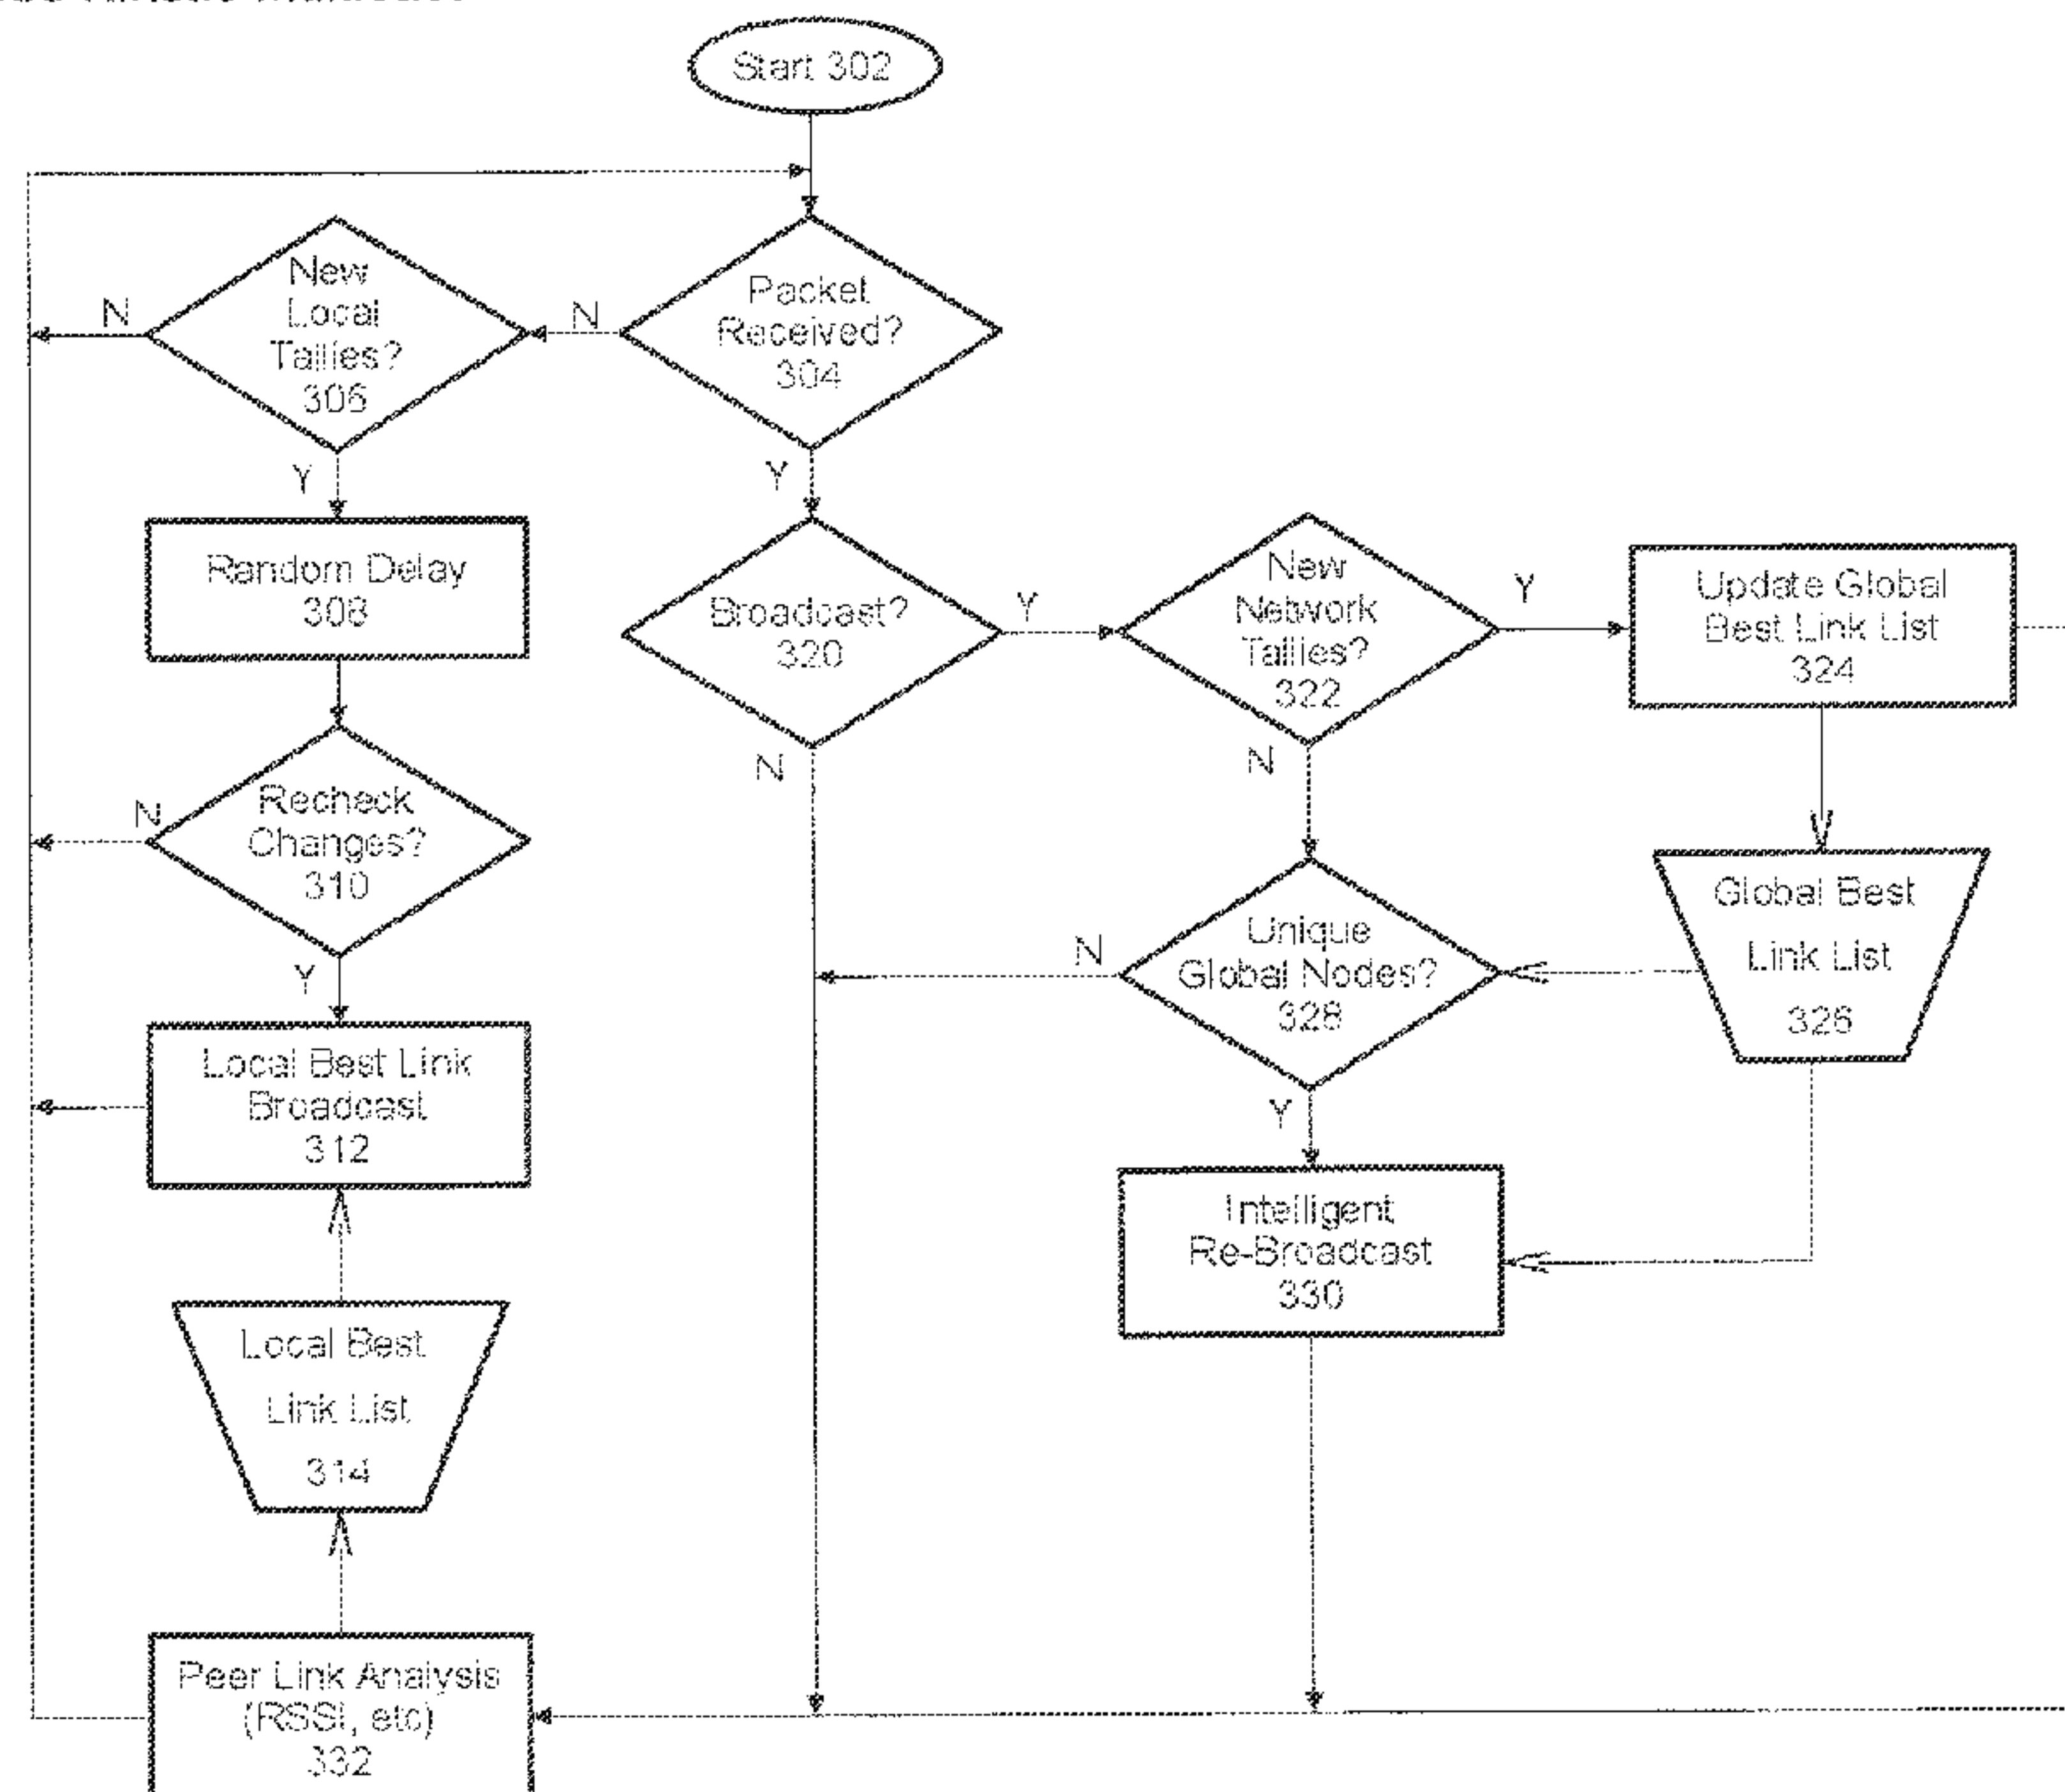 Start 302
New
Local
Tallies?
306
N
N
Packet
Received?
304
Y
Y
Random Delay
308
Broadcast?
320
Y
New
Network
Tallies?
322
Y
Update Global
Best Link List
324
N
N
N
Recheck
Changes?
310
Y
Unique
Global Nodes?
328
N
Global Best
Link List
326
Y
Local Best Link
Broadcast
312
Intelligent
Re-Broadcast
330
Local Best
Link List
314
Peer Link Analysis
(RSSI, etc)
332